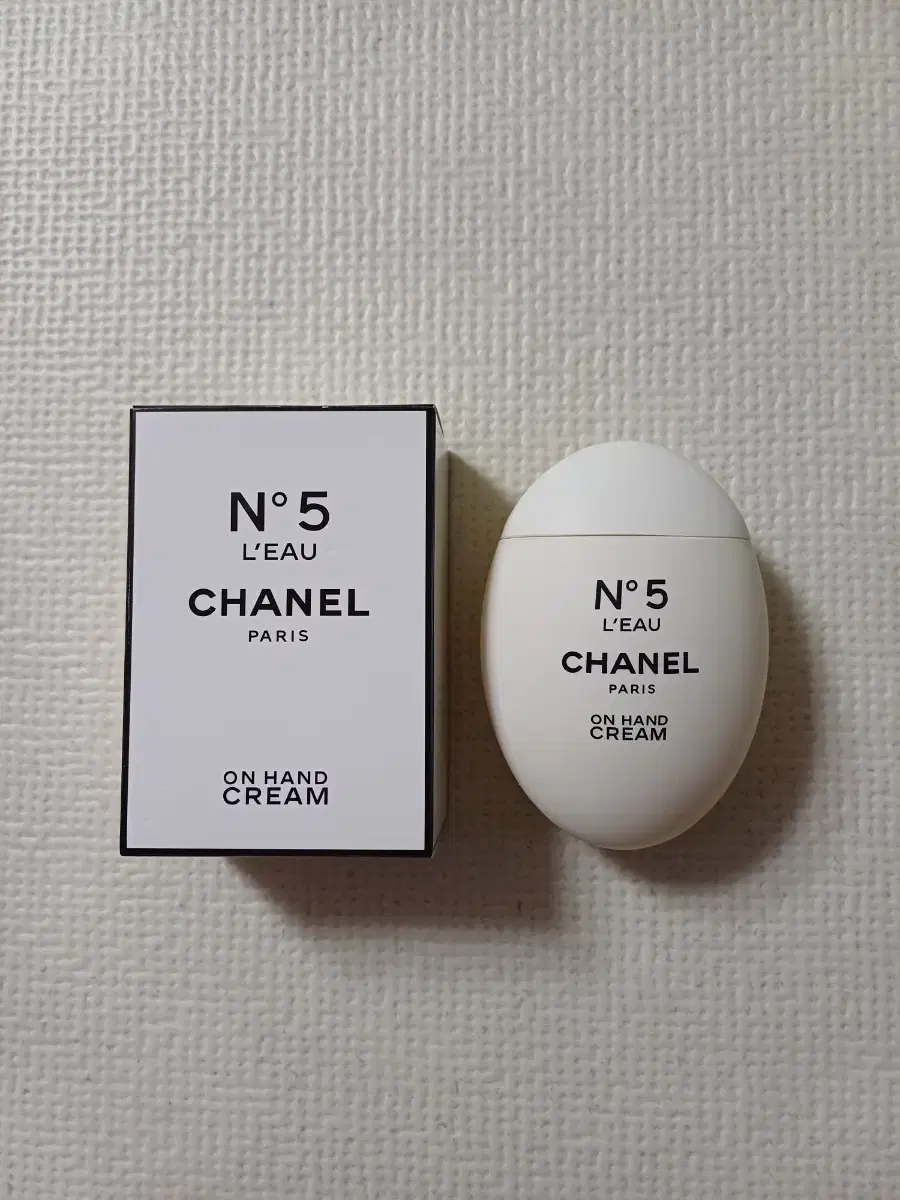 N° 5
L'EAU
CHANEL
PARIS
ON HAND
CREAM
N° 5
L'EAU
CHANEL
PARIS
ON HAND
CREAM